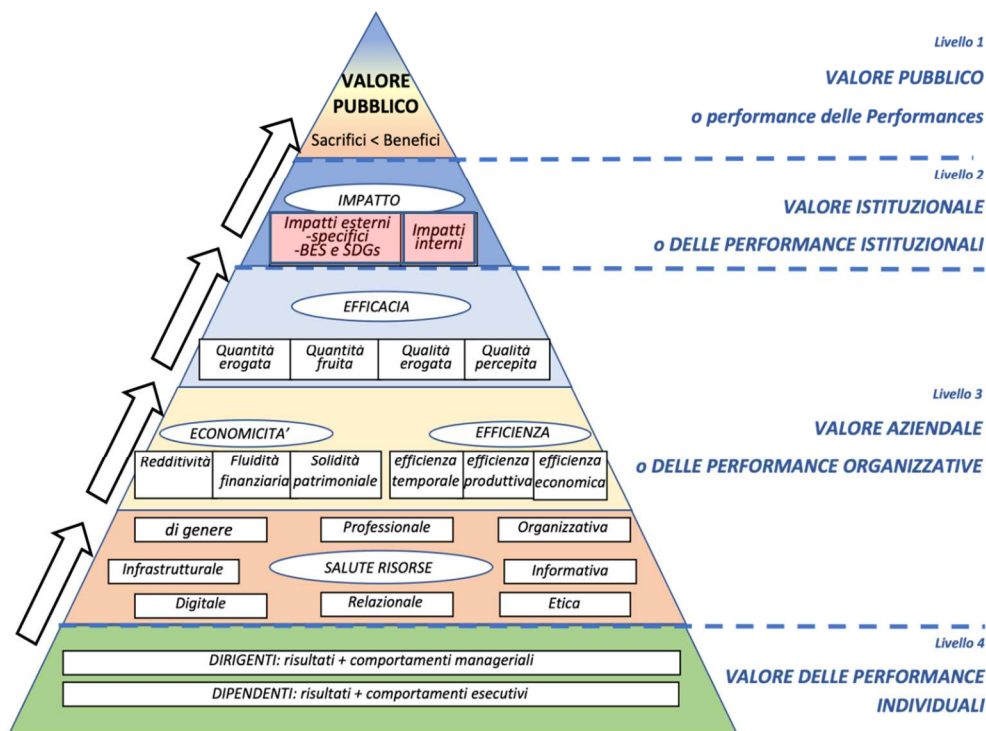 Livello 1
VALORE PUBBLICO
o performance delle Performances
VALORE
PUBBLICO
Sacrifici < Benefici
Livello 2
VALORE ISTITUZIONALE
o DELLE PERFORMANCE ISTITUZIONALI
IMPATTO
Impatti esterni
-specifici
-BES e SDGs
Impatti
interni
EFFICACIA
Quantità
erogata
Quantità
fruita
Qualità
erogata
Qualità
percepita
Livello 3
VALORE AZIENDALE
o DELLE PERFORMANCE ORGANIZZATIVE
ECONOMICITA’
EFFICIENZA
Redditività
Fluidità
finanziaria
Solidità
patrimoniale
efficienza
temporale
efficienza
produttiva
efficienza
economica
di genere
Professionale
Organizzativa
Infrastrutturale
SALUTE RISORSE
Informativa
Digitale
Relazionale
Etica
Livello 4
VALORE DELLE PERFORMANCE
INDIVIDUALI
DIRIGENTI: risultati + comportamenti manageriali
DIPENDENTI: risultati + comportamenti esecutivi